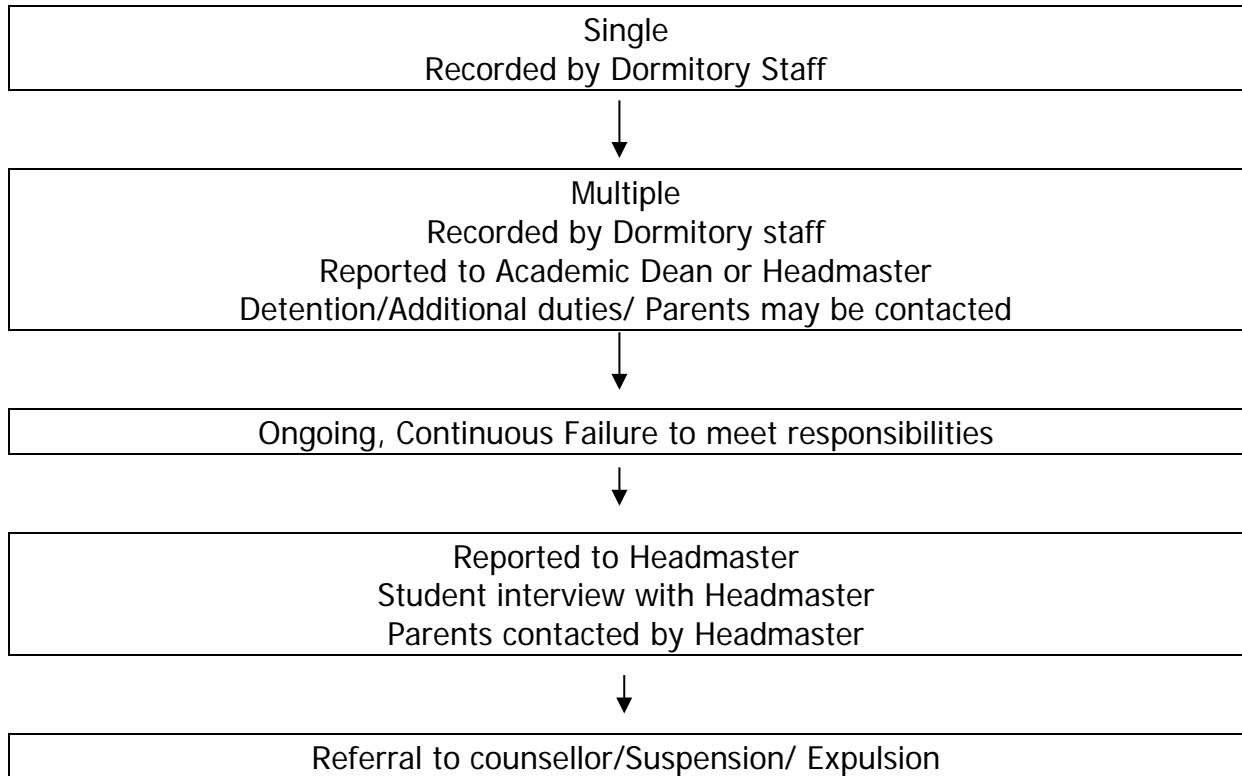 Single
Recorded by Dormitory Staff
Multiple
Recorded by Dormitory staff
Reported to Academic Dean or Headmaster
Detention/Additional duties/ Parents may be contacted
Ongoing, Continuous Failure to meet responsibilities
Reported to Headmaster
Student interview with Headmaster
Parents contacted by Headmaster
Referral to counsellor/Suspension/ Expulsion